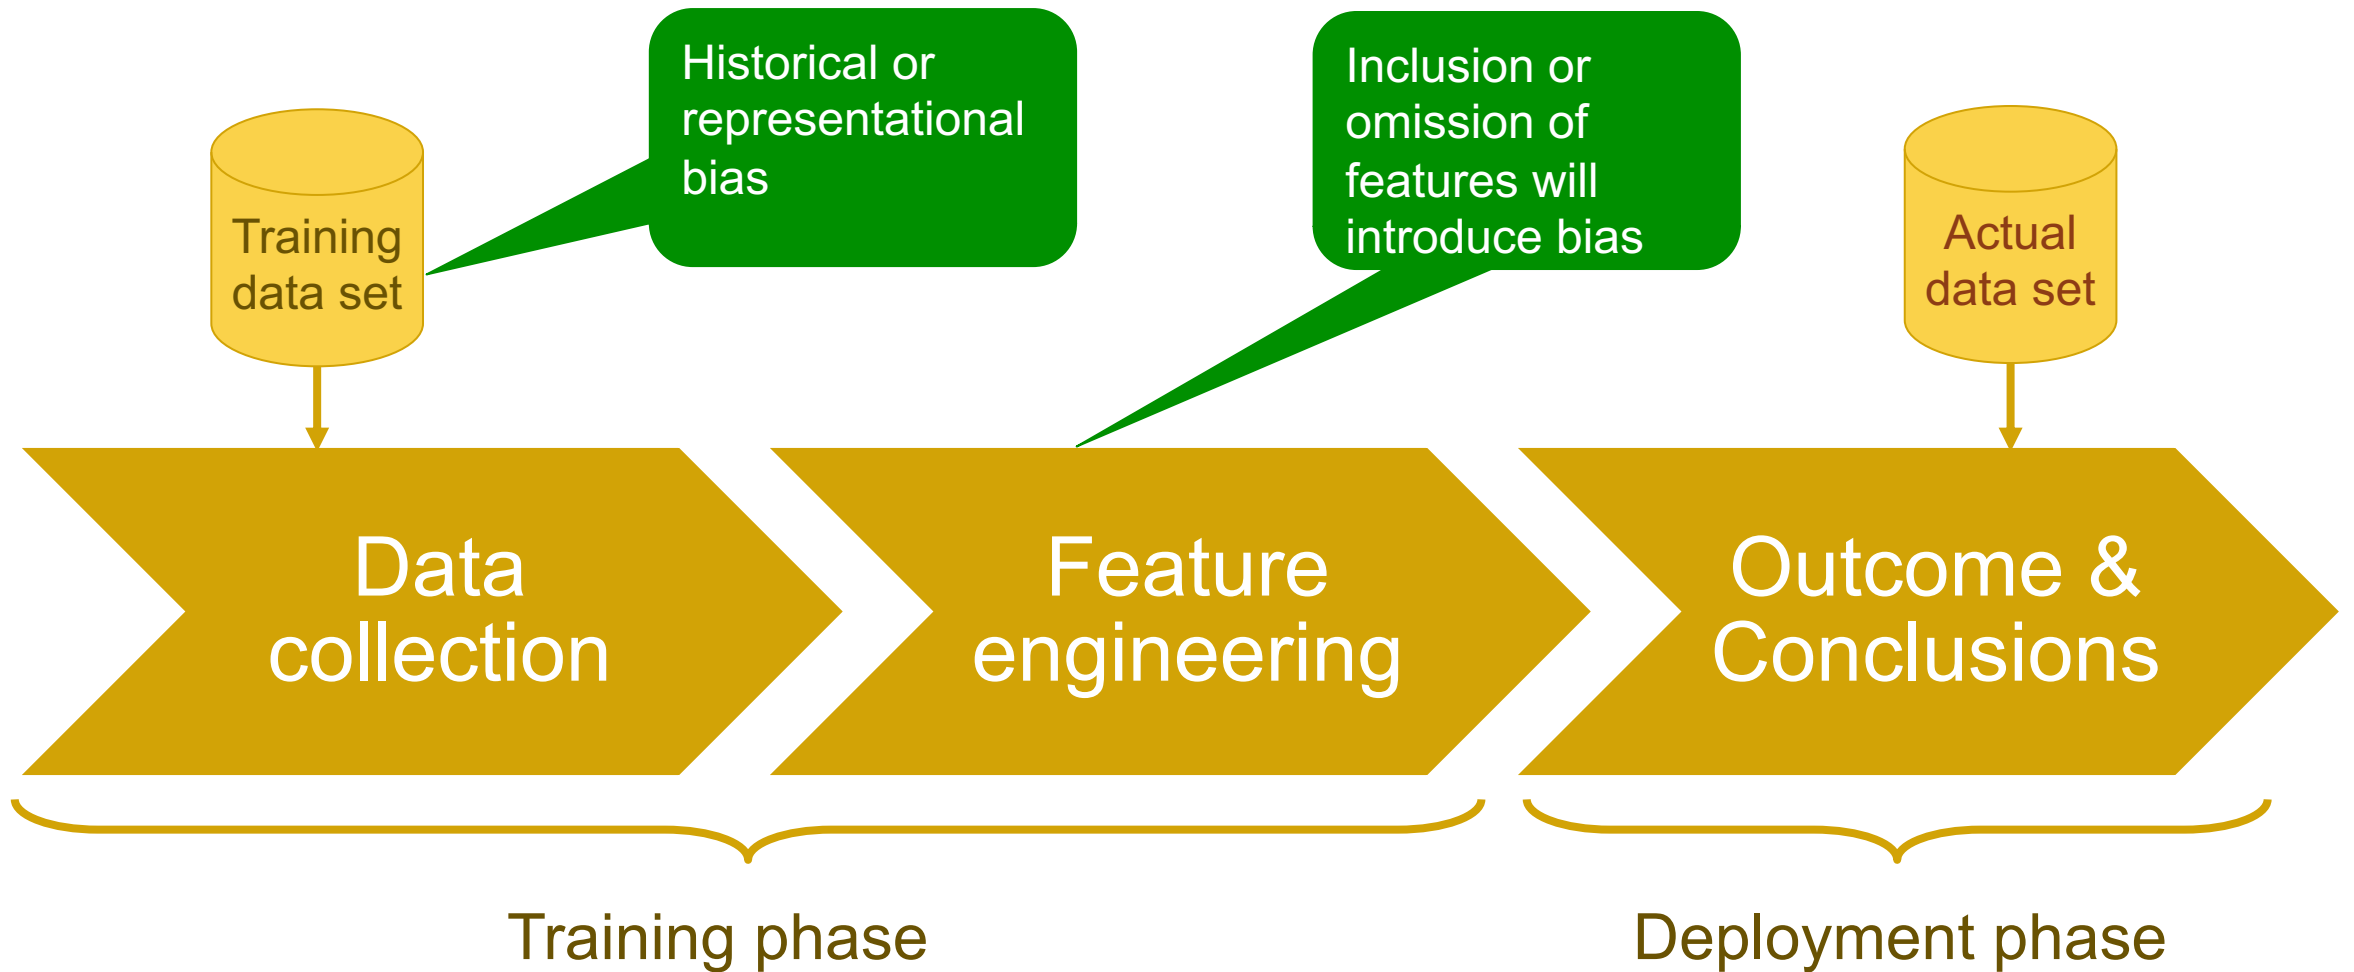 Historical or
representational
bias
Inclusion or
omission of
features will
introduce bias
Training
data set
Actual
data set
Data
collection
Feature
engineering
Outcome &
Conclusions
Training phase
Deployment phase